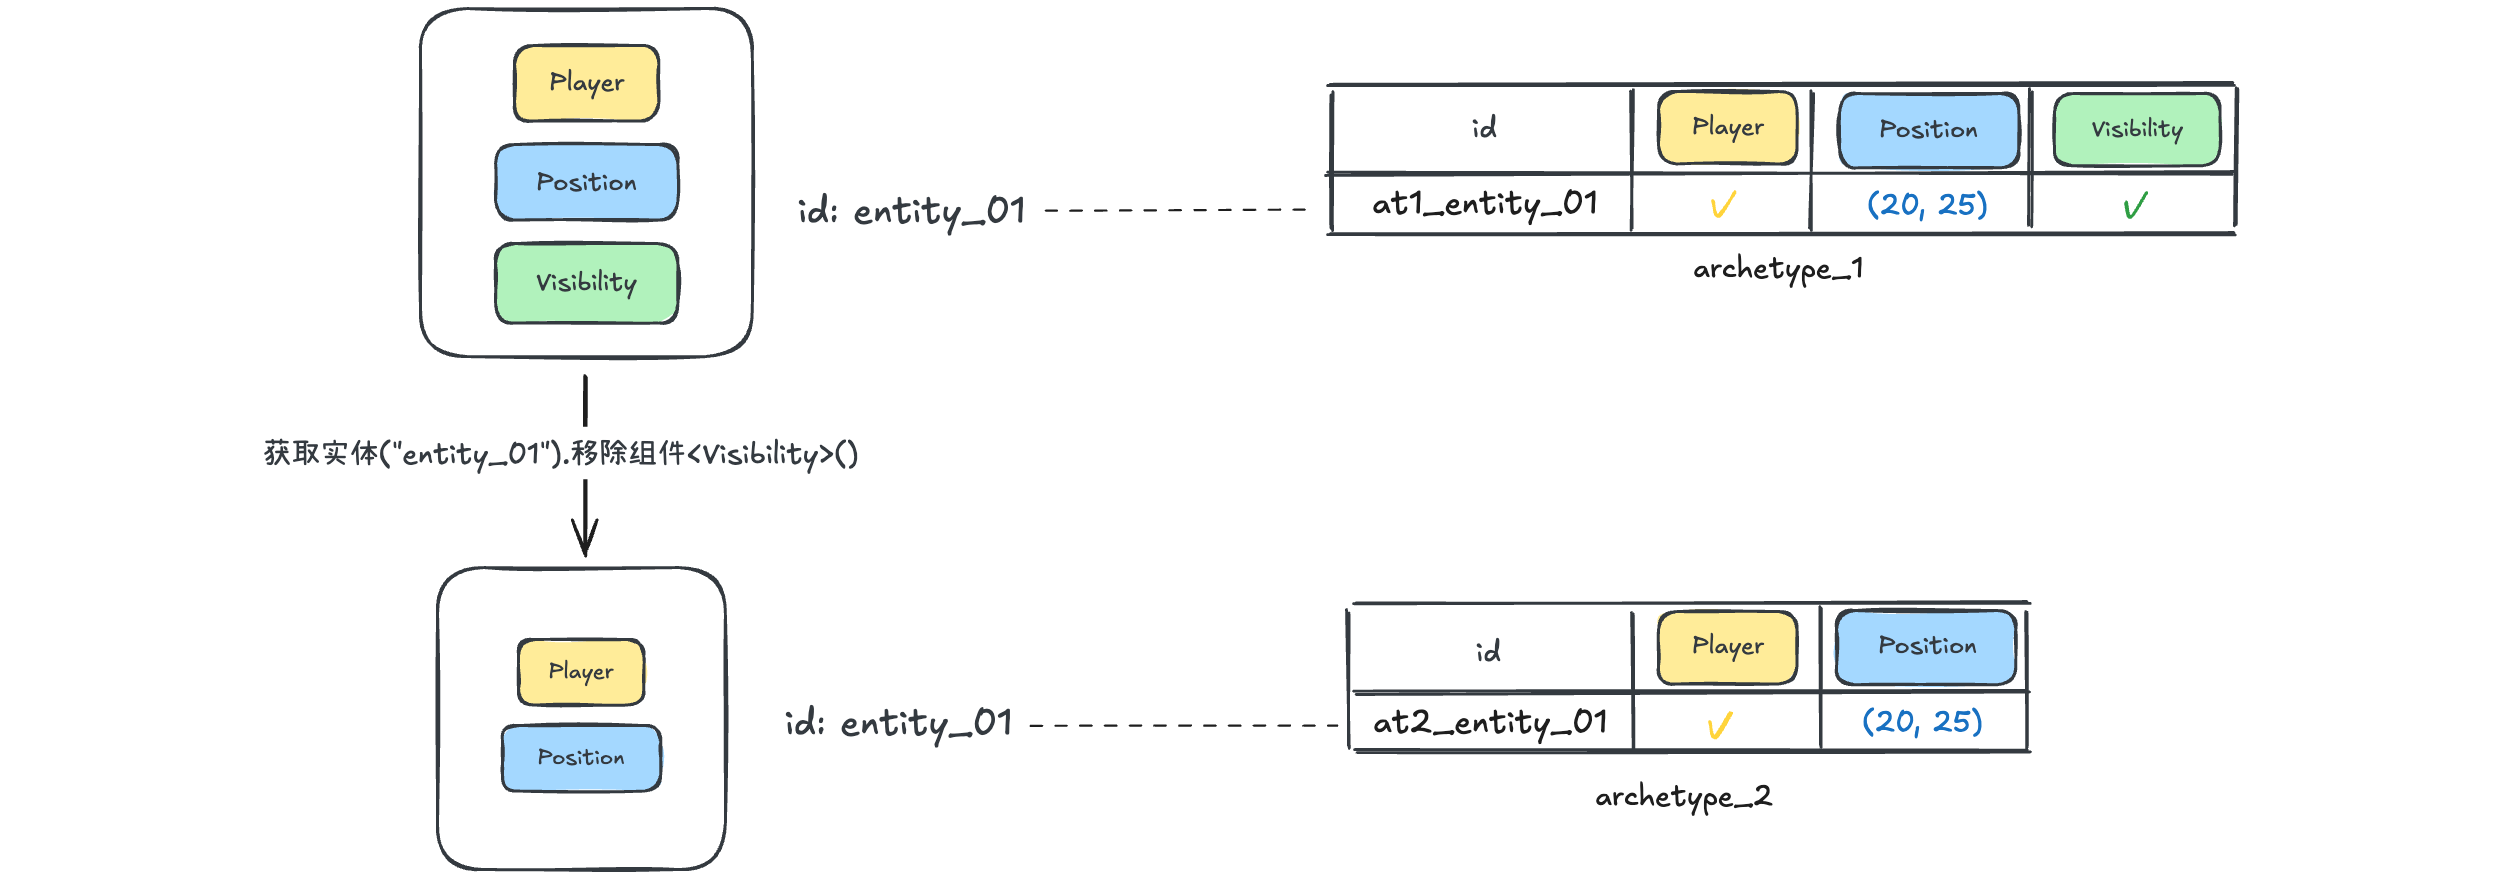 Player
Position
Visibility
id: entity_01
id Player Position Visibility
at1_entity_01 ✓ (20, 25) ✓
archetype_1
获取实体("entity_01").移除组件<Visibility>()
Player
Position
id: entity_01
id Player Position
at2_entity_01 ✓ (20, 25)
archetype_2